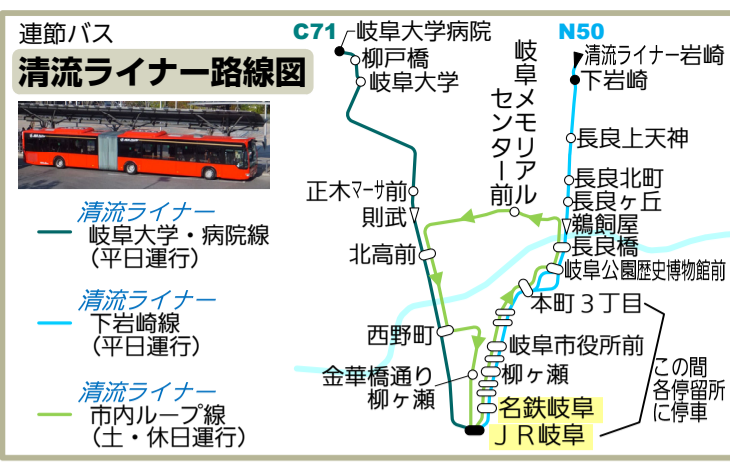 連節バス
清流ライナー路線図
清流ライナー
岐阜大学・病院線
(平日運行)
清流ライナー
下岩崎線
(平日運行)
清流ライナー
市内ループ線
(土・休日運行)
C71
岐阜大学病院
柳戸橋
岐阜大学
正木マーサ前
則武
北高前
西野町
金華橋通り
柳ヶ瀬
岐阜メモリアル
センター前
N50
清流ライナー岩崎
下岩崎
長良上天神
長良北町
長良ヶ丘
鵜飼屋
長良橋
岐阜公園歴史博物館前
本町3丁目
岐阜市役所前
柳ヶ瀬
名鉄岐阜
JR岐阜
この間
各停留所
に停車